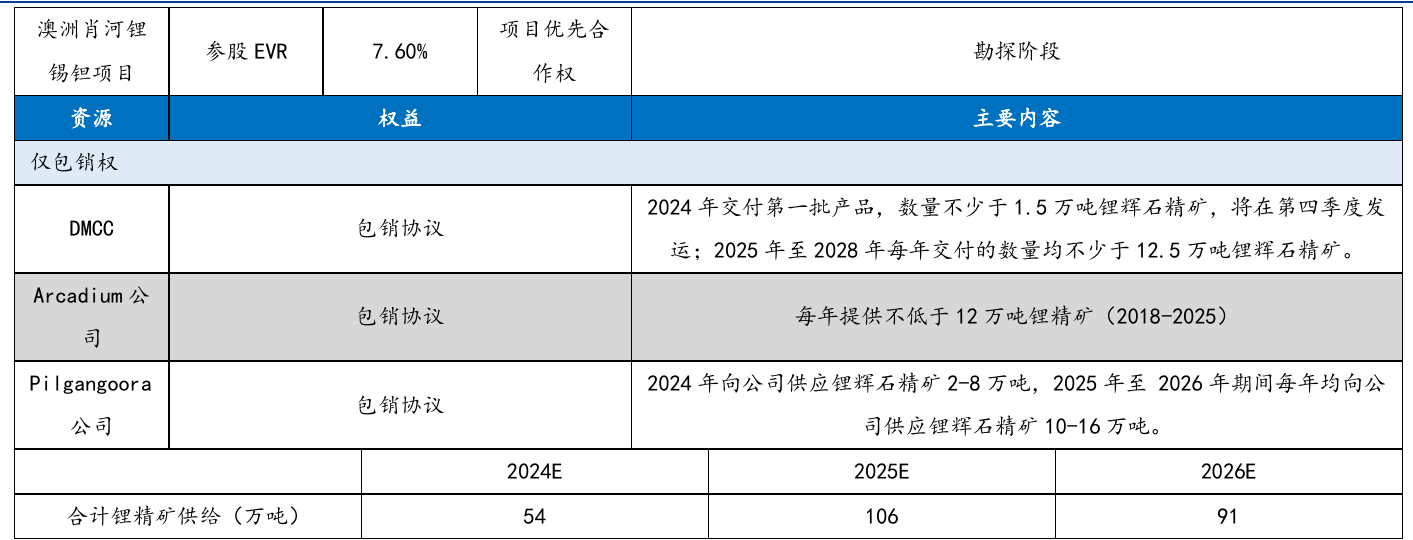 澳洲肖河锂
锡钽项目
参股 EVR
7.60%
项目优先合
作权
勘探阶段
资源
权益
主要内容
仅包销权
DMCC
包销协议
2024 年交付第一批产品，数量不少于 1.5 万吨锂辉石精矿，将在第四季度发
运；2025 年至 2028 年每年交付的数量均不少于 12.5 万吨锂辉石精矿。
Arcadium 公
司
包销协议
每年提供不低于 12 万吨锂精矿（2018-2025）
Pilgangoora
公司
包销协议
2024 年向公司供应锂辉石精矿 2-8 万吨，2025 年至 2026 年期间每年均向公
司供应锂辉石精矿 10-16 万吨。
2024E
2025E
2026E
合计锂精矿供给（万吨）
54
106
91